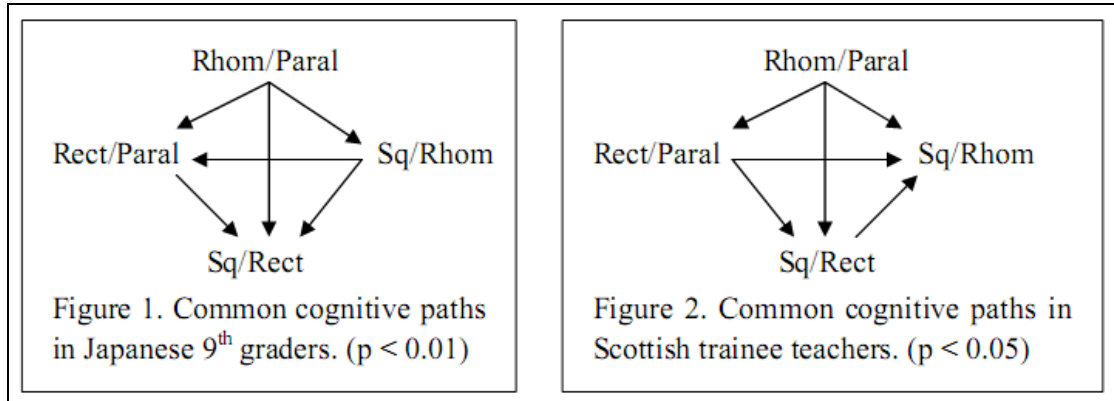 Rhom/Paral
Rect/Paral
Sq/Rhom
Sq/Rect
Figure 1. Common cognitive paths
in Japanese 9th graders. (p < 0.01)
Rhom/Paral
Rect/Paral
Sq/Rhom
Sq/Rect
Figure 2. Common cognitive paths in
Scottish trainee teachers. (p < 0.05)